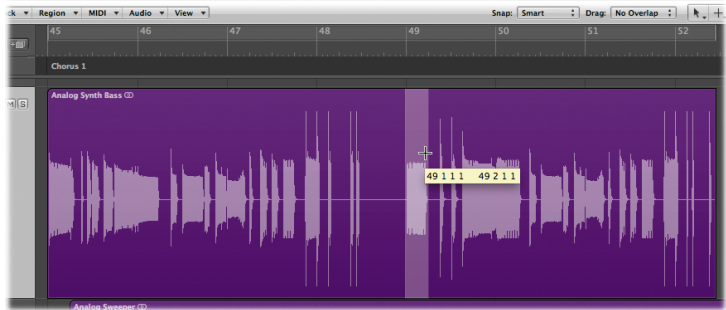 Region MIDI Audio View Snap: Smart Drag: No Overlap
45 46 47 48 49 50 51 52
Chorus 1
M S
Analog Synth Bass
49 1 1 1 49 2 1 1
Analog Sweeper